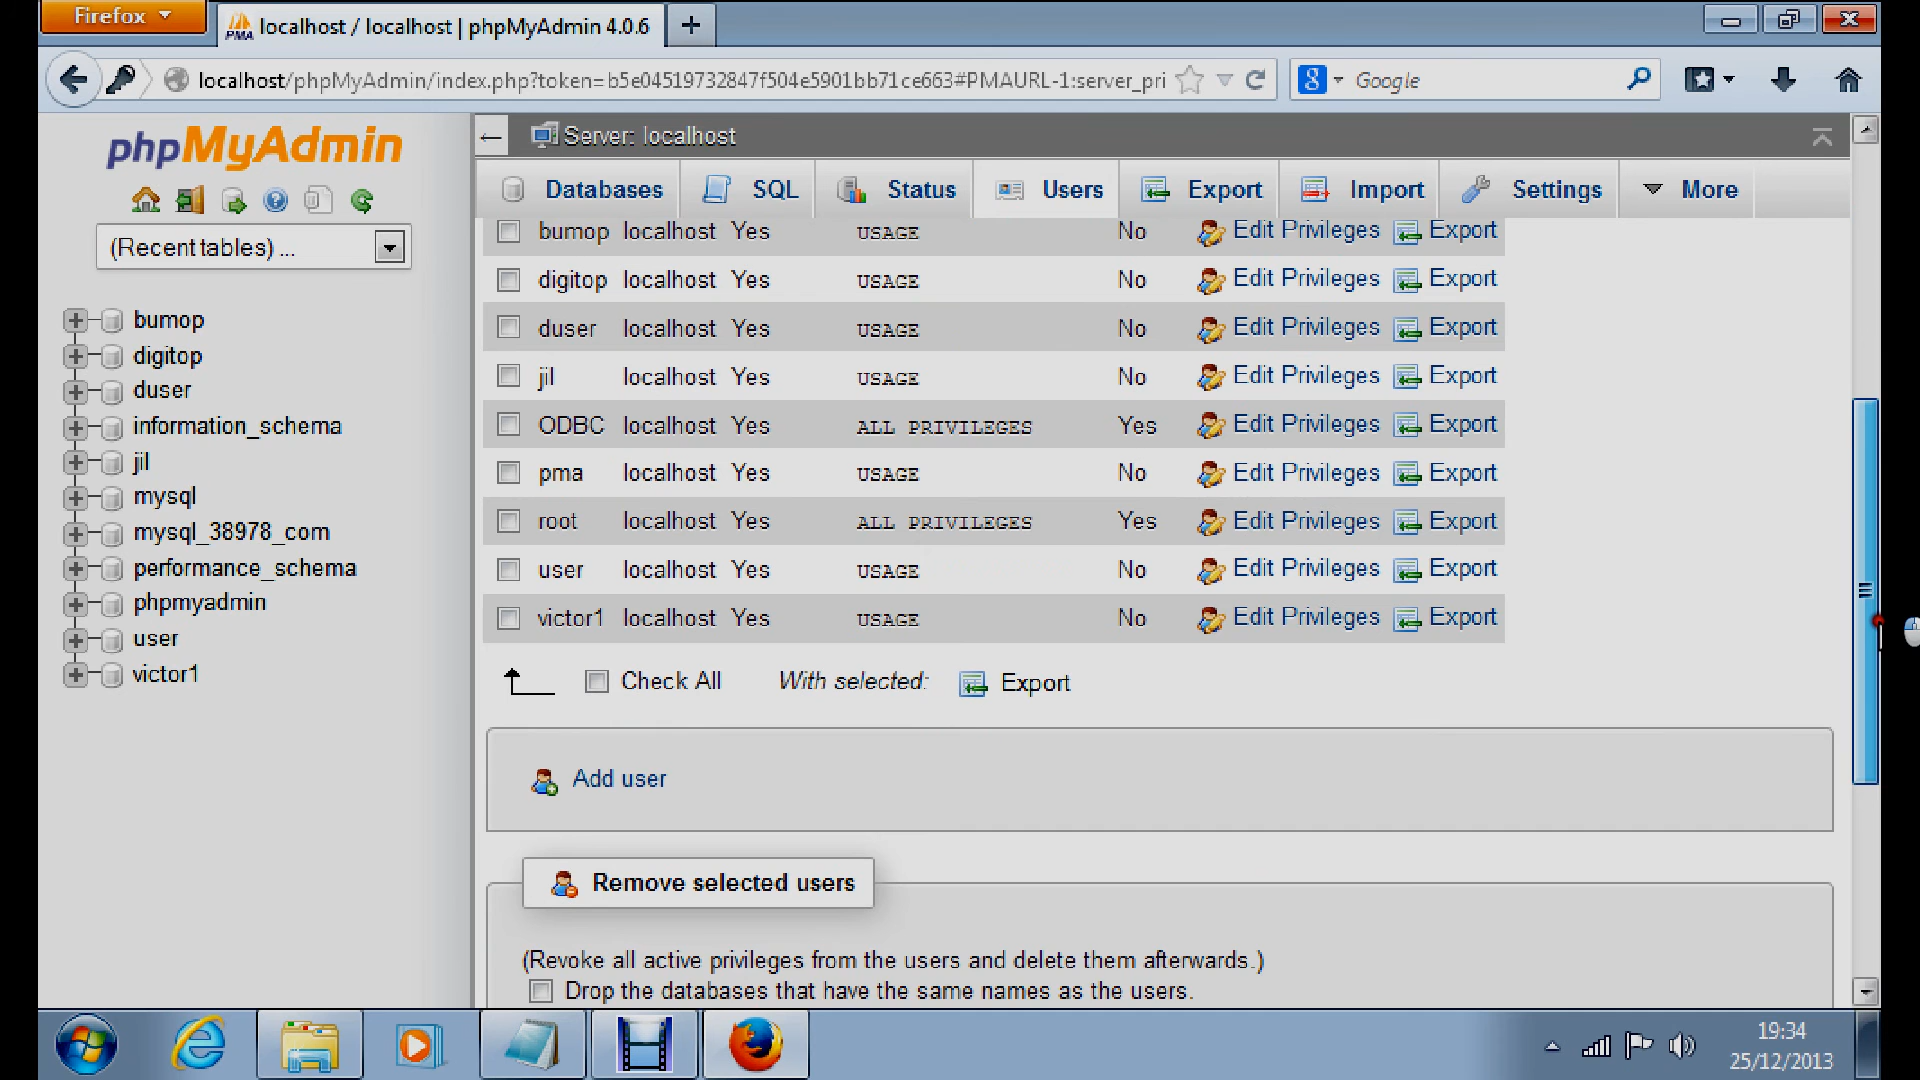 Firefox
localhost / localhost | phpMyAdmin 4.0.6
localhost/phpMyAdmin/index.php?token=b5e04519732847f504e5901bb71ce663#PMAURL-1:server_pri
Google
phpMyAdmin
(Recent tables) ...
bumop
digitop
duser
information_schema
jil
mysql
mysql_38978_com
performance_schema
phpmyadmin
user
victor1
Server: localhost
Databases SQL Status Users Export Import Settings More
bumop localhost Yes USAGE No Edit Privileges Export
digitop localhost Yes USAGE No Edit Privileges Export
duser localhost Yes USAGE No Edit Privileges Export
jil localhost Yes USAGE No Edit Privileges Export
ODBC localhost Yes ALL PRIVILEGES Yes Edit Privileges Export
pma localhost Yes USAGE No Edit Privileges Export
root localhost Yes ALL PRIVILEGES Yes Edit Privileges Export
user localhost Yes USAGE No Edit Privileges Export
victor1 localhost Yes USAGE No Edit Privileges Export
Check All With selected: Export
Add user
Remove selected users
(Revoke all active privileges from the users and delete them afterwards.)
Drop the databases that have the same names as the users.
19:34
25/12/2013